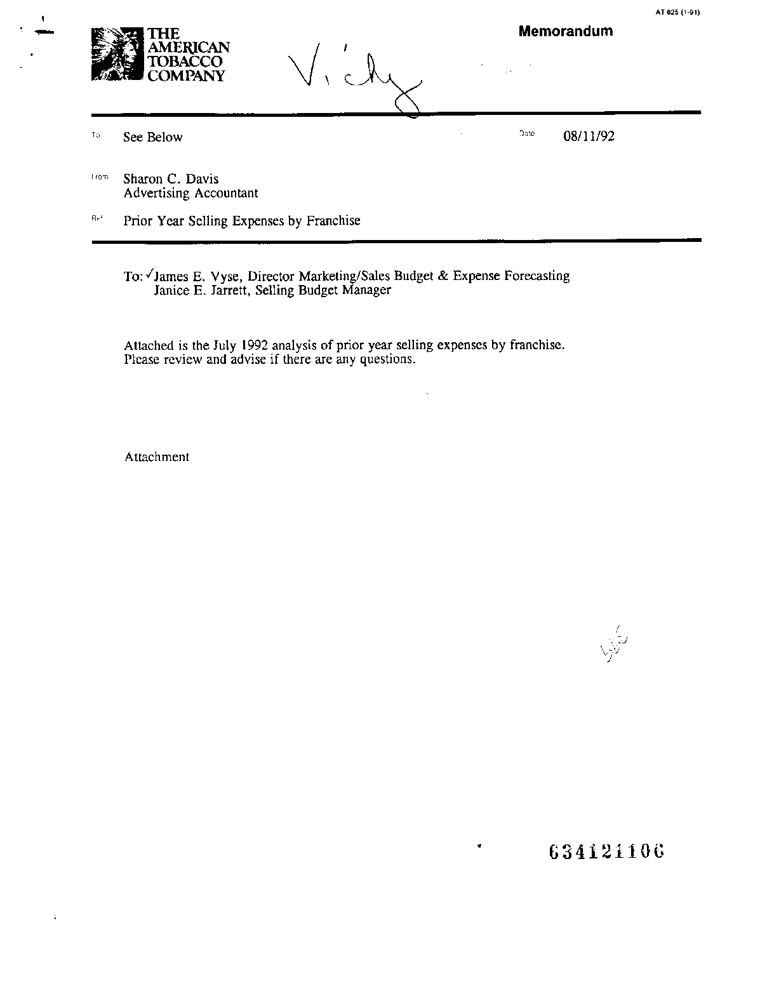 AT 625 (1-91)
THE
AMERICAN
TOBACCO
COMPANY
Memorandum
To See Below
Date 08/11/92
From Sharon C. Davis
Advertising Accountant
Ref Prior Year Selling Expenses by Franchise
To: ✓James E. Vyse, Director Marketing/Sales Budget & Expense Forecasting
Janice E. Jarrett, Selling Budget Manager
Attached is the July 1992 analysis of prior year selling expenses by franchise.
Please review and advise if there are any questions.
Attachment